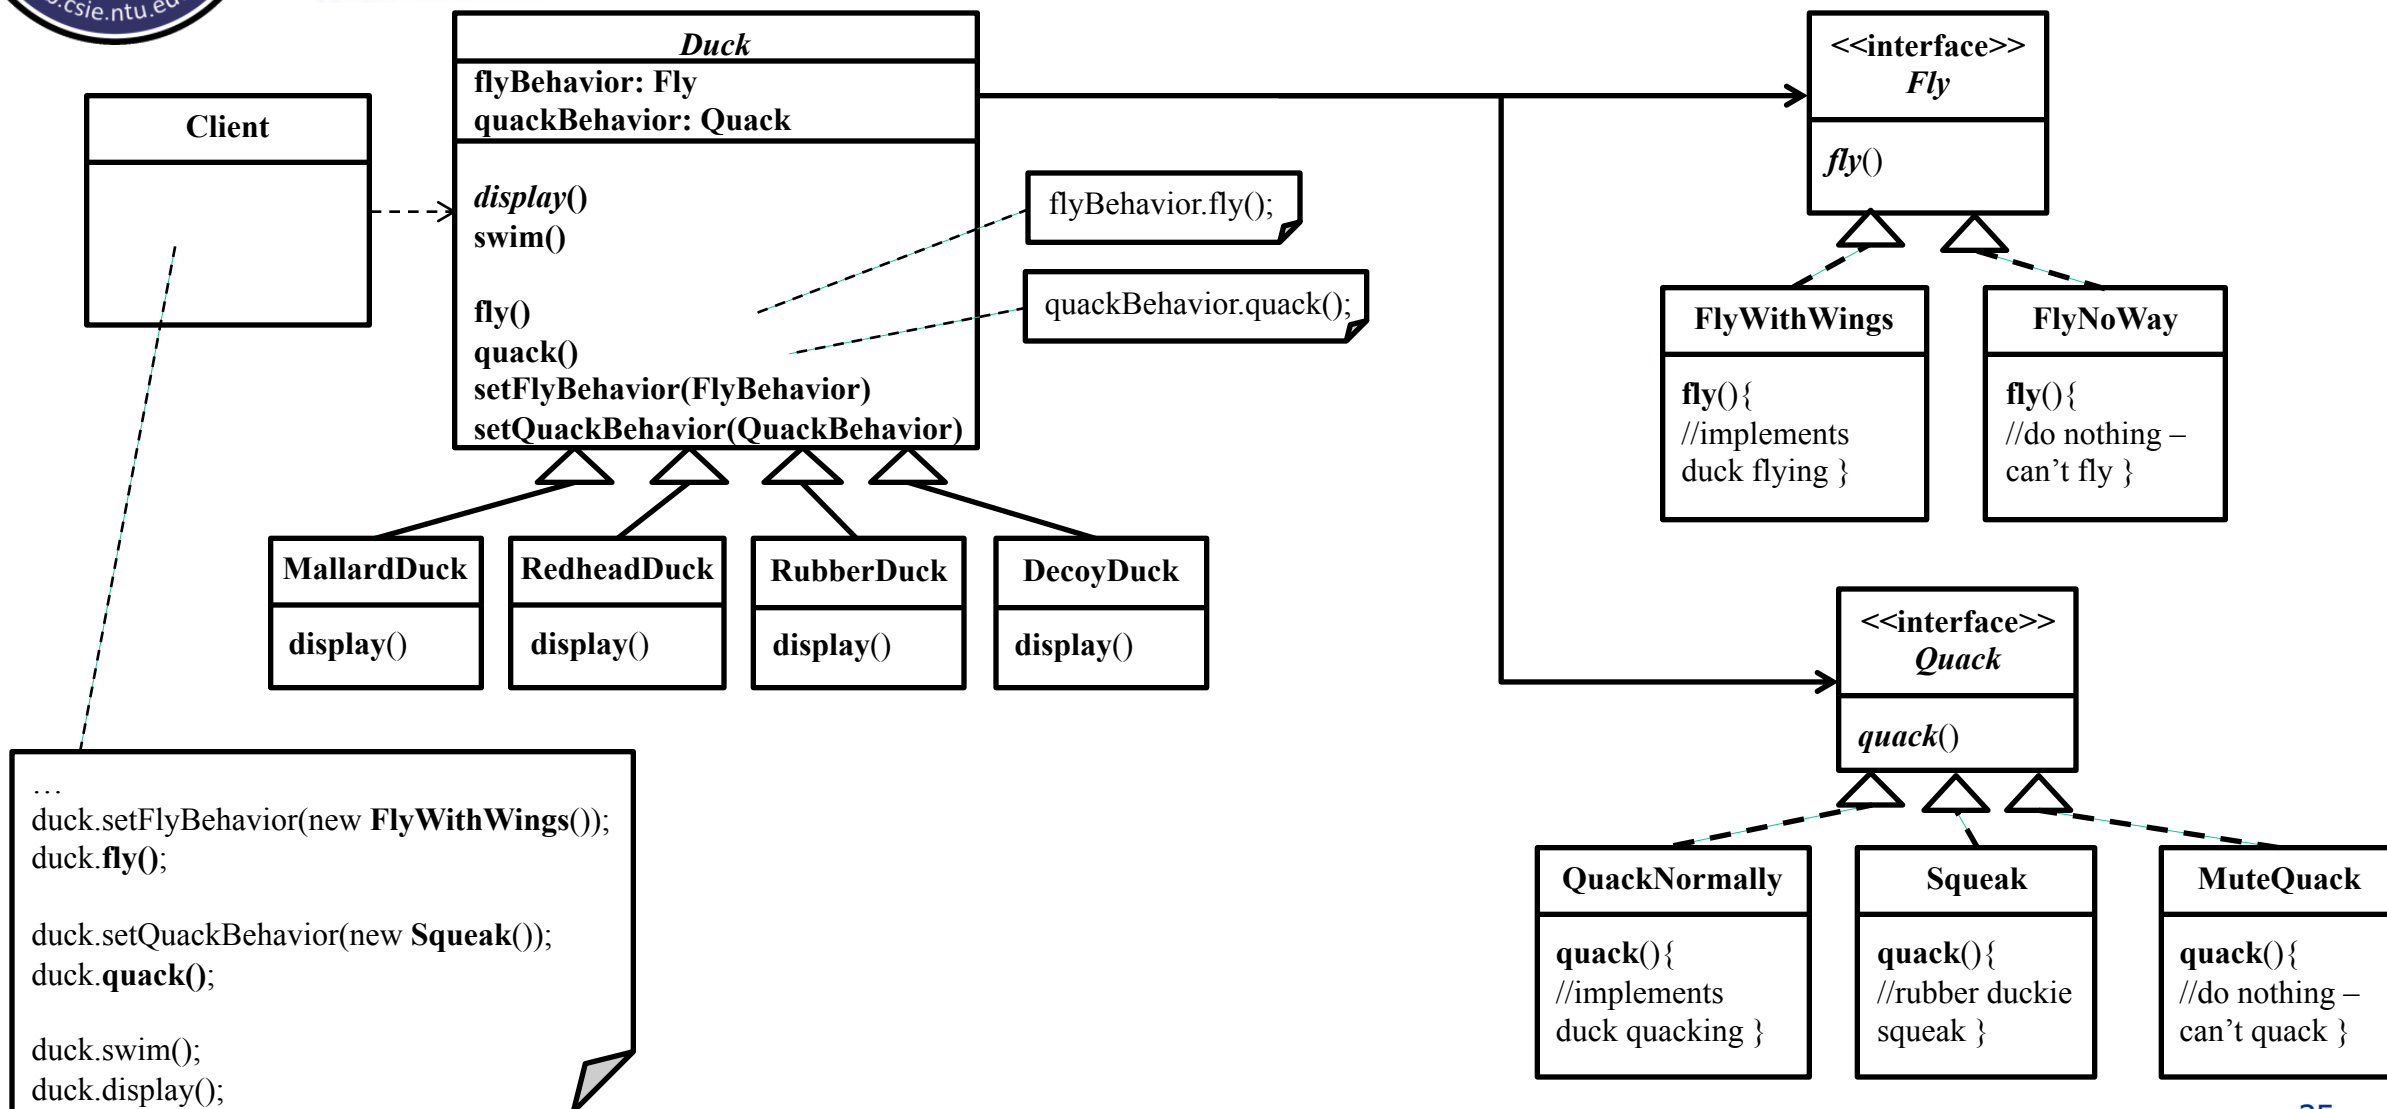 csie.ntu.ed
Duck
flyBehavior: Fly
quackBehavior: Quack
display()
swim()
fly()
quack()
setFlyBehavior(FlyBehavior)
setQuackBehavior(QuackBehavior)
Client
flyBehavior.fly();
quackBehavior.quack();
<<interface>>
Fly
fly()
FlyWithWings
fly(){
//implements
duck flying }
FlyNoWay
fly(){
//do nothing –
can’t fly }
MallardDuck
display()
RedheadDuck
display()
RubberDuck
display()
DecoyDuck
display()
<<interface>>
Quack
quack()
QuackNormally
quack(){
//implements
duck quacking }
Squeak
quack(){
//rubber duckie
squeak }
MuteQuack
quack(){
//do nothing –
can’t quack }
…
duck.setFlyBehavior(new FlyWithWings());
duck.fly();
duck.setQuackBehavior(new Squeak());
duck.quack();
duck.swim();
duck.display();